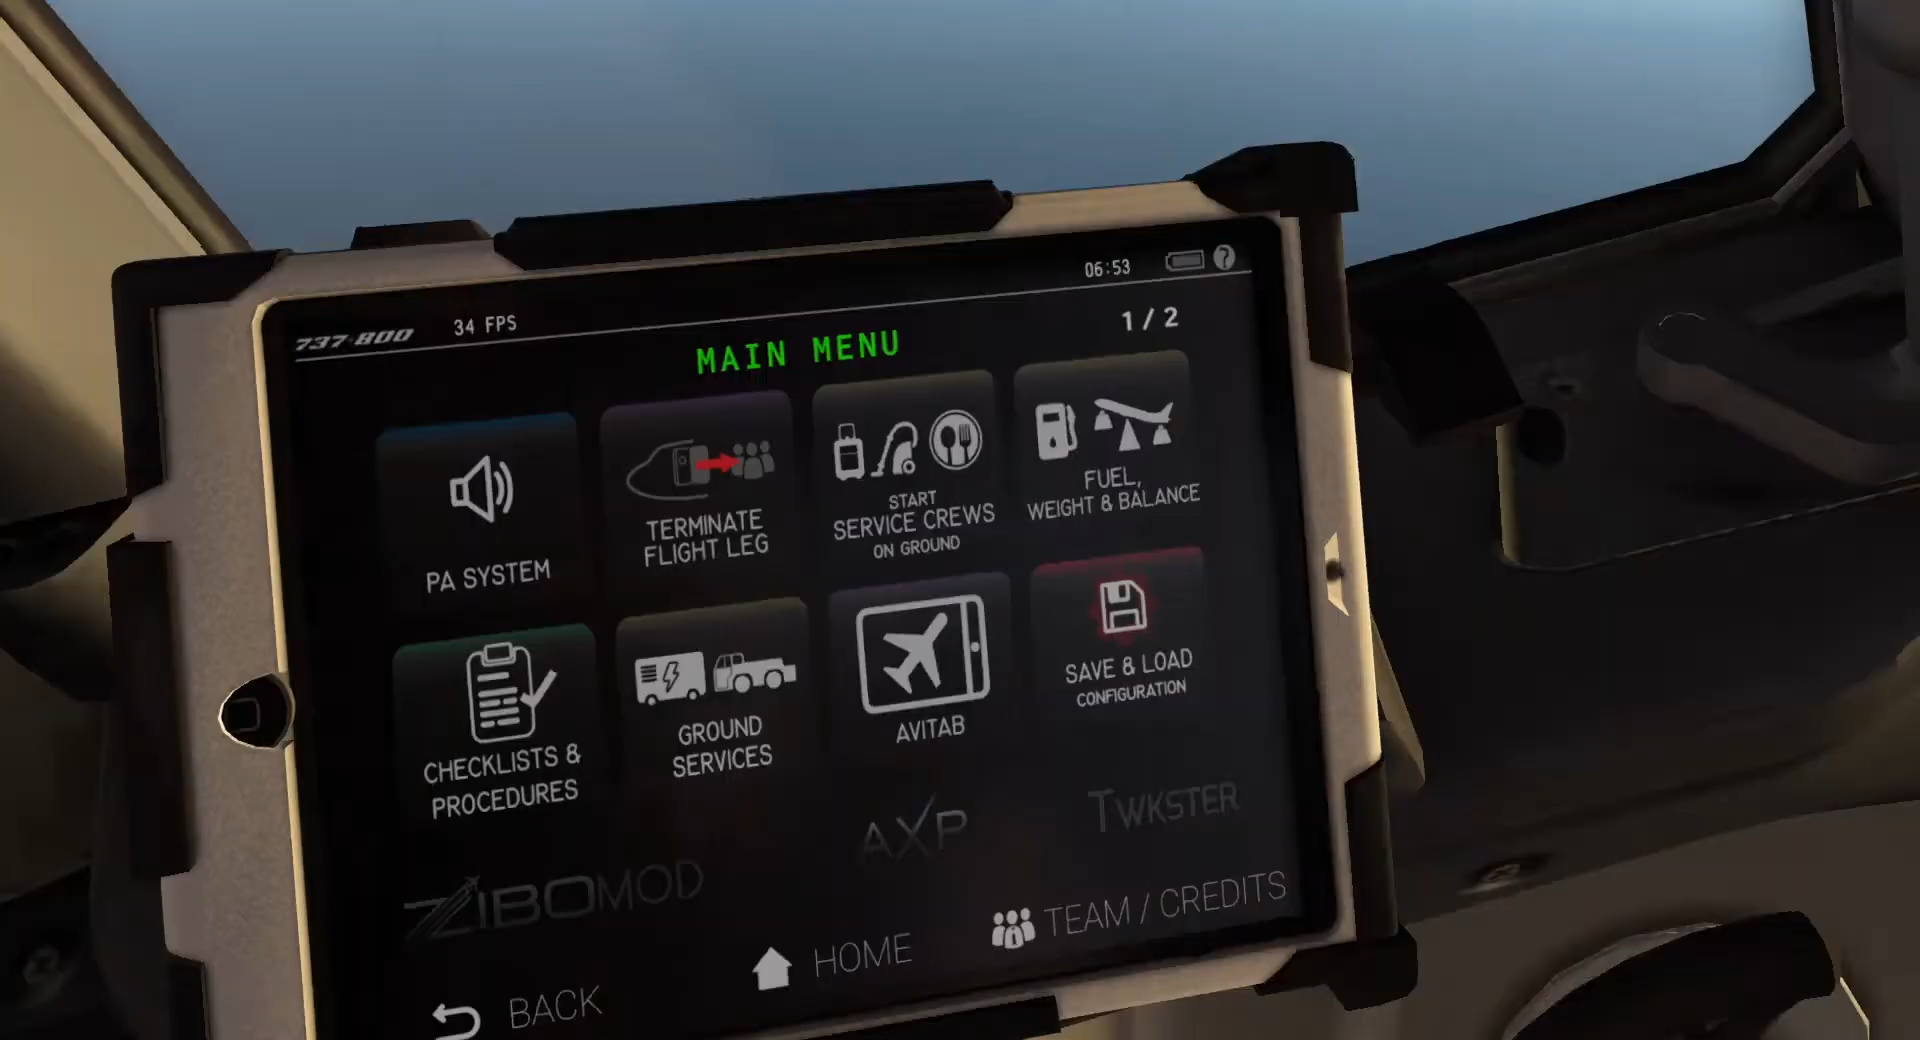 737-800
34 FPS
06:53
?
MAIN MENU
1 / 2
PA SYSTEM
TERMINATE
FLIGHT LEG
START
SERVICE CREWS
ON GROUND
FUEL,
WEIGHT & BALANCE
CHECKLISTS &
PROCEDURES
GROUND
SERVICES
AVITAB
SAVE & LOAD
CONFIGURATION
ZIBOMOD
AXP
TWKSTER
BACK
HOME
TEAM / CREDITS